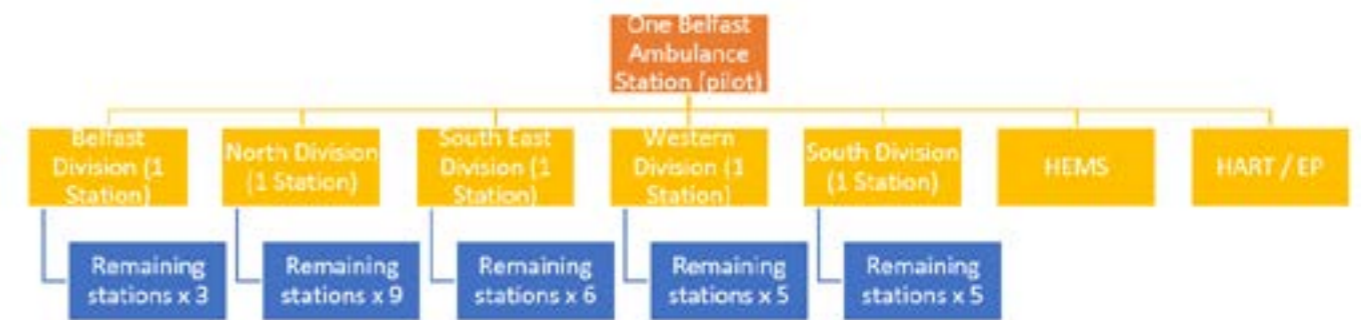 One Belfast
Ambulance
Station (pilot)
Belfast
Division (1
Station)
North Division
(1 Station)
South East
Division (1
Station)
Western
Division (1
Station)
South Division
(1 Station)
HEMS
HART / EP
Remaining
stations x 3
Remaining
stations x 9
Remaining
stations x 6
Remaining
stations x 5
Remaining
stations x 5